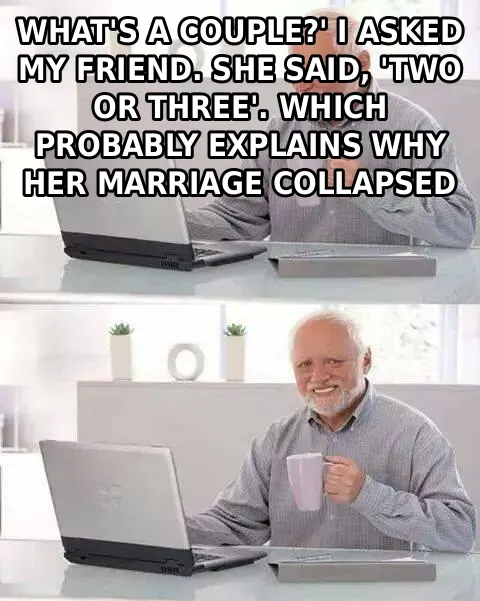 WHAT'S A COUPLE?' I ASKED
MY FRIEND. SHE SAID, 'TWO
OR THREE'. WHICH
PROBABLY EXPLAINS WHY
HER MARRIAGE COLLAPSED